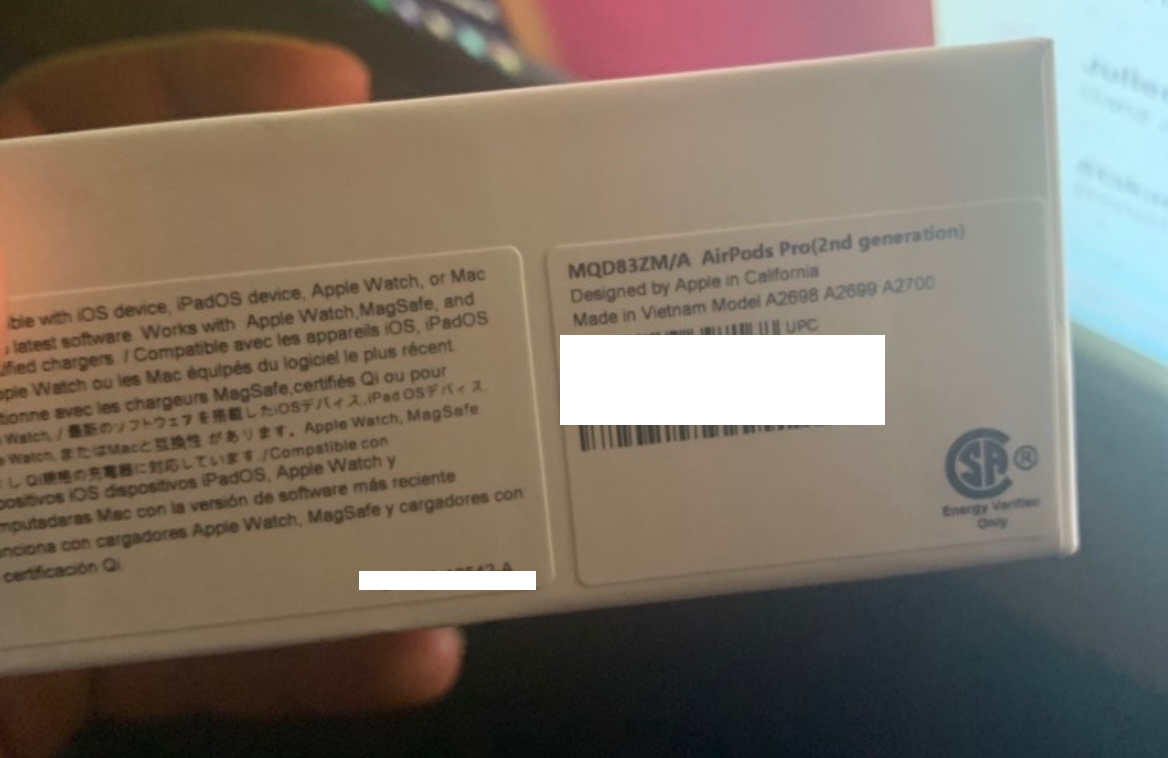 ble with iOS device, iPadOS device, Apple Watch, or Mac
latest software. Works with Apple Watch,MagSafe, and
ified chargers. / Compatible avec les appareils iOS, iPadOS
pple Watch ou les Mac équipés du logiciel le plus récent.
tionne avec les chargeurs MagSafe,certifiés Qi ou pour
Watch. / 最新のソフトウェアを搭載したiOSデバイス、iPad OSデバイス、
e Watch、またはMacと互換性 があります。Apple Watch, MagSafe
し Qi規格の充電器に対応しています./Compatible con
positivos iOS dispositivos iPadOS, Apple Watch y
mputadaras Mac con la versión de software más reciente
unciona con cargadores Apple Watch, MagSafe y cargadores con
certificación Qi
MQD83ZM/A AirPods Pro(2nd generation)
Designed by Apple in California
Made in Vietnam Model A2698 A2699 A2700
UPC
SA ®
Energy Verified
Only